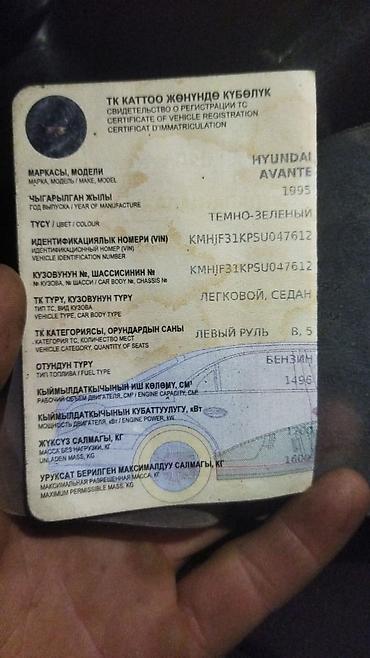 ТК КАТТОО ЖӨНҮНДӨ КҮБӨЛҮК
СВИДЕТЕЛЬСТВО О РЕГИСТРАЦИИ ТС
CERTIFICATE OF VEHICLE REGISTRATION
CERTIFICAT D'IMMATRICULATION
МАРКАСЫ, МОДЕЛИ HYUNDAI
МАРКА, МОДЕЛЬ / MAKE, MODEL AVANTE
ЧЫГАРЫЛГАН ЖЫЛЫ 1995
ГОД ВЫПУСКА / YEAR OF MANUFACTURE
ТҮСҮ / ЦВЕТ / COLOUR ТЕМНО-ЗЕЛЕНЫЙ
ИДЕНТИФИКАЦИЯЛЫК НОМЕРИ (VIN) KMHJF31KPSU047612
ИДЕНТИФИКАЦИОННЫЙ НОМЕР (VIN)
VEHICLE IDENTIFICATION NUMBER
КУЗОВУНУН №, ШАССИСИНИН № KMHJF31KPSU047612
№ КУЗОВА, № ШАССИ / CAR BODY №, CHASSIS №
ТК ТҮРҮ, КУЗОВУНУН ТҮРҮ ЛЕГКОВОЙ, СЕДАН
ТИП ТС, ВИД КУЗОВА
VEHICLE TYPE, CAR BODY TYPE
ТК КАТЕГОРИЯСЫ, ОРУНДАРДЫН САНЫ ЛЕВЫЙ РУЛЬ B, 5
КАТЕГОРИЯ ТС, КОЛИЧЕСТВО МЕСТ
VEHICLE CATEGORY, QUANTITY OF SEATS
ОТУНДУН ТҮРҮ БЕНЗИН
ТИП ТОПЛИВА / FUEL TYPE
КЫЙМЫЛДАТКЫЧЫНЫН ИШ КӨЛӨМҮ, СМ³ 1496
РАБОЧИЙ ОБЪЕМ ДВИГАТЕЛЯ, СМ³ / ENGINE CAPACITY, CM³
КЫЙМЫЛДАТКЫЧЫНЫН КУБАТТУУЛУГУ, кВт
МОЩНОСТЬ ДВИГАТЕЛЯ, кВт / ENGINE POWER, kW
ЖҮКСҮЗ САЛМАГЫ, КГ 1200
МАССА БЕЗ НАГРУЗКИ, КГ
UNLADEN MASS, KG
УРУКСАТ БЕРИЛГЕН МАКСИМАЛДУУ САЛМАГЫ, КГ 1600
МАКСИМАЛЬНАЯ РАЗРЕШЕННАЯ МАССА, КГ
MAXIMUM PERMISSIBLE MASS, KG